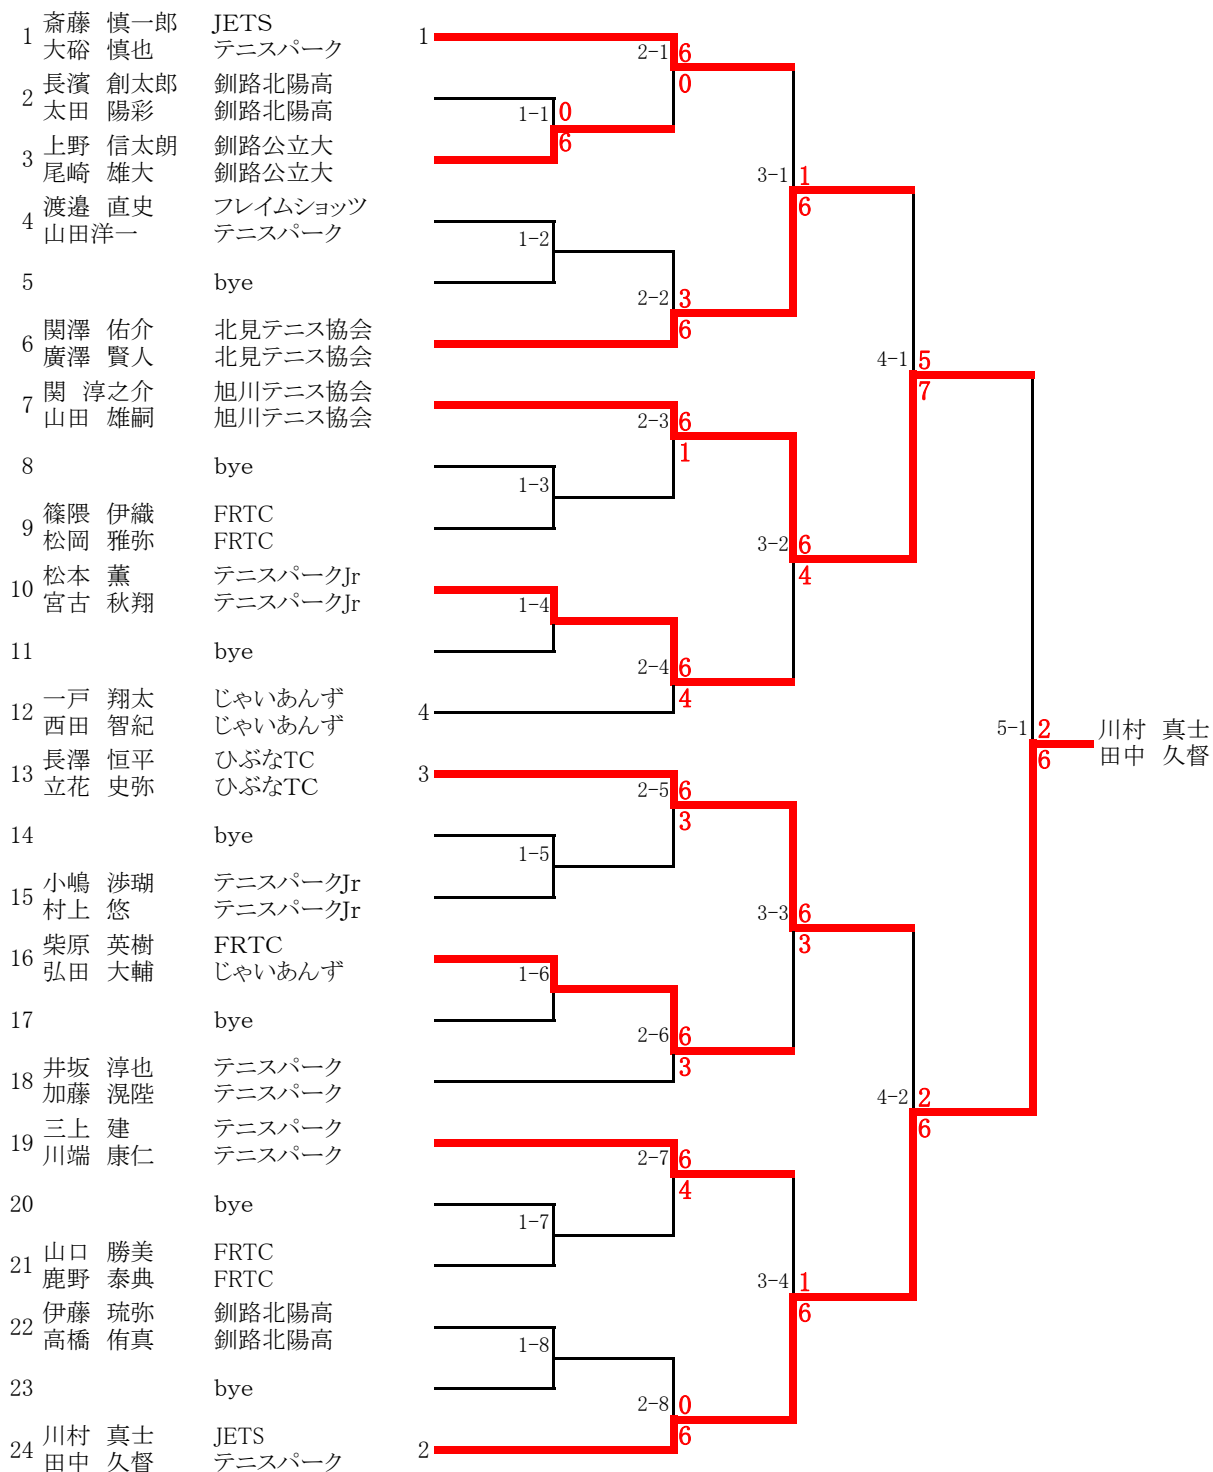 斎藤 慎一郎 JETS
1 1
大硲 慎也 テニスパーク
2-1 6
0
長濱 創太郎 釧路北陽高
2
太田 陽彩 釧路北陽高
1-1 0
6
上野 信太朗 釧路公立大
3
尾崎 雄大 釧路公立大
3-1 1
6
渡邉 直史 フレイムショッツ
4
山田洋一 テニスパーク
1-2
5 bye
2-2 3
6
関澤 佑介 北見テニス協会
6
廣澤 賢人 北見テニス協会
4-1 5
7
関 淳之介 旭川テニス協会
7
山田 雄嗣 旭川テニス協会
2-3 6
1
8 bye
1-3
篠隈 伊織 FRTC
9
松岡 雅弥 FRTC
3-2 6
4
松本 薫 テニスパークJr
10
宮古 秋翔 テニスパークJr
1-4
11 bye
2-4 6
4
一戸 翔太 じゃいあんず
12 4
西田 智紀 じゃいあんず
5-1 2
6
川村 真士
田中 久督
長澤 恒平 ひぶなTC
13 3
立花 史弥 ひぶなTC
2-5 6
3
14 bye
1-5
小嶋 渉瑚 テニスパークJr
15
村上 悠 テニスパークJr
3-3 6
3
柴原 英樹 FRTC
16
弘田 大輔 じゃいあんず
1-6
17 bye
2-6 6
3
井坂 淳也 テニスパーク
18
加藤 滉陛 テニスパーク
4-2 2
6
三上 建 テニスパーク
19
川端 康仁 テニスパーク
2-7 6
4
20 bye
1-7
山口 勝美 FRTC
21
鹿野 泰典 FRTC
3-4 1
6
伊藤 琉弥 釧路北陽高
22
高橋 侑真 釧路北陽高
1-8
23 bye
2-8 0
6
川村 真士 JETS
24 2
田中 久督 テニスパーク